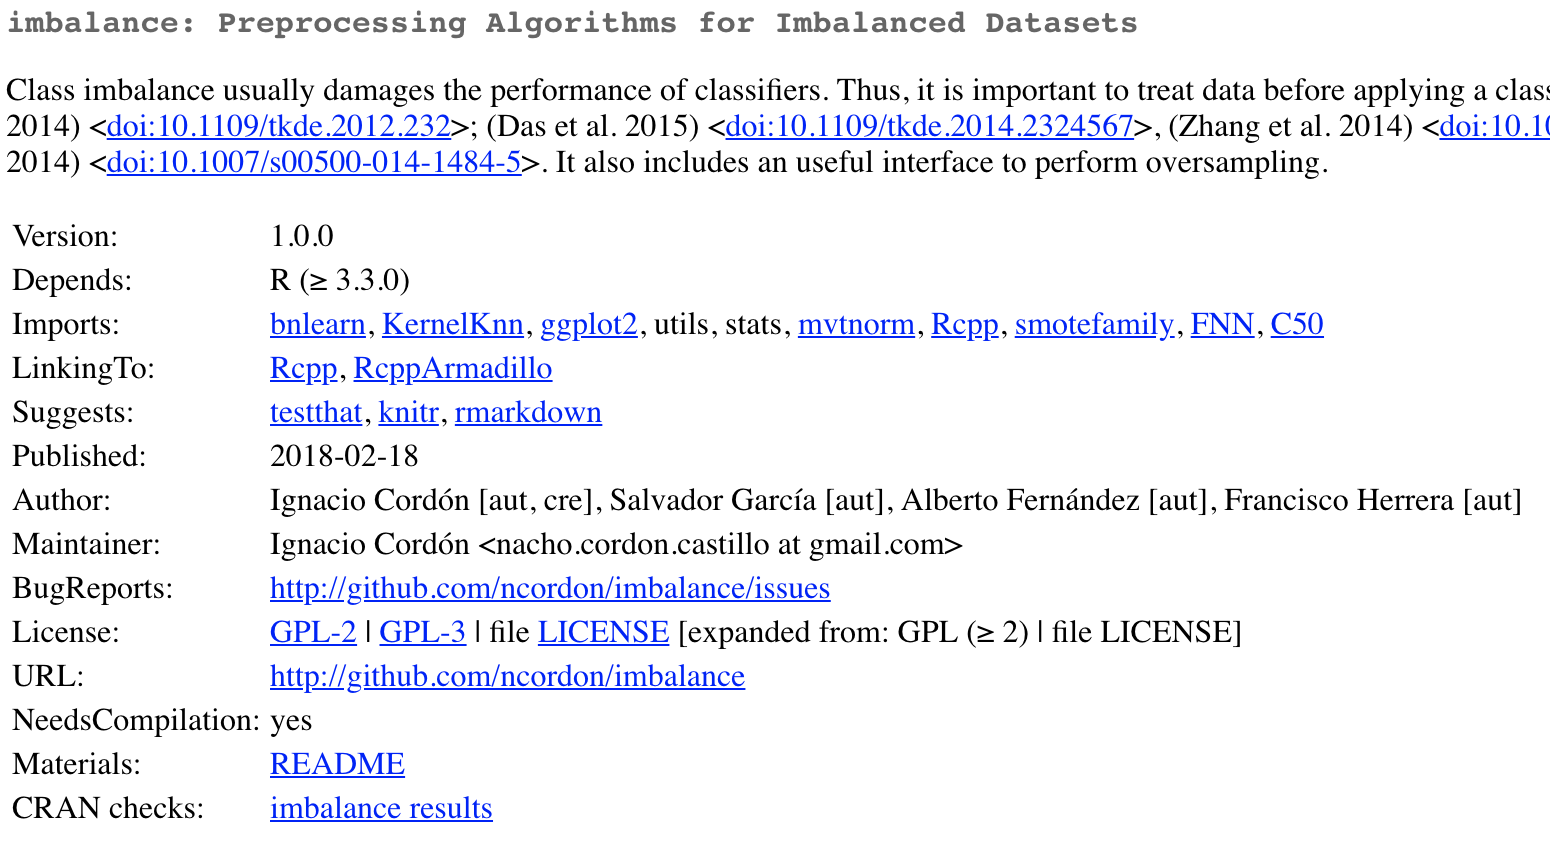 imbalance: Preprocessing Algorithms for Imbalanced Datasets
Class imbalance usually damages the performance of classifiers. Thus, it is important to treat data before applying a
2014) <doi:10.1109/tkde.2012.232>; (Das et al. 2015) <doi:10.1109/tkde.2014.2324567>, (Zhang et al. 2014)
2014) <doi:10.1007/s00500-014-1484-5>. It also includes an useful interface to perform oversampling.
Version: 1.0.0
Depends: R (≥ 3.3.0)
Imports: bnlearn, KernelKnn, ggplot2, utils, stats, mvtnorm, Rcpp, smotefamily, FNN, C50
LinkingTo: Rcpp, RcppArmadillo
Suggests: testthat, knitr, rmarkdown
Published: 2018-02-18
Author: Ignacio Cordón [aut, cre], Salvador García [aut], Alberto Fernández [aut], Francisco Herrera [aut]
Maintainer: Ignacio Cordón <nacho.cordon.castillo at gmail.com>
BugReports: http://github.com/ncordon/imbalance/issues
License: GPL-2 | GPL-3 | file LICENSE [expanded from: GPL (≥ 2) | file LICENSE]
URL: http://github.com/ncordon/imbalance
NeedsCompilation: yes
Materials: README
CRAN checks: imbalance results